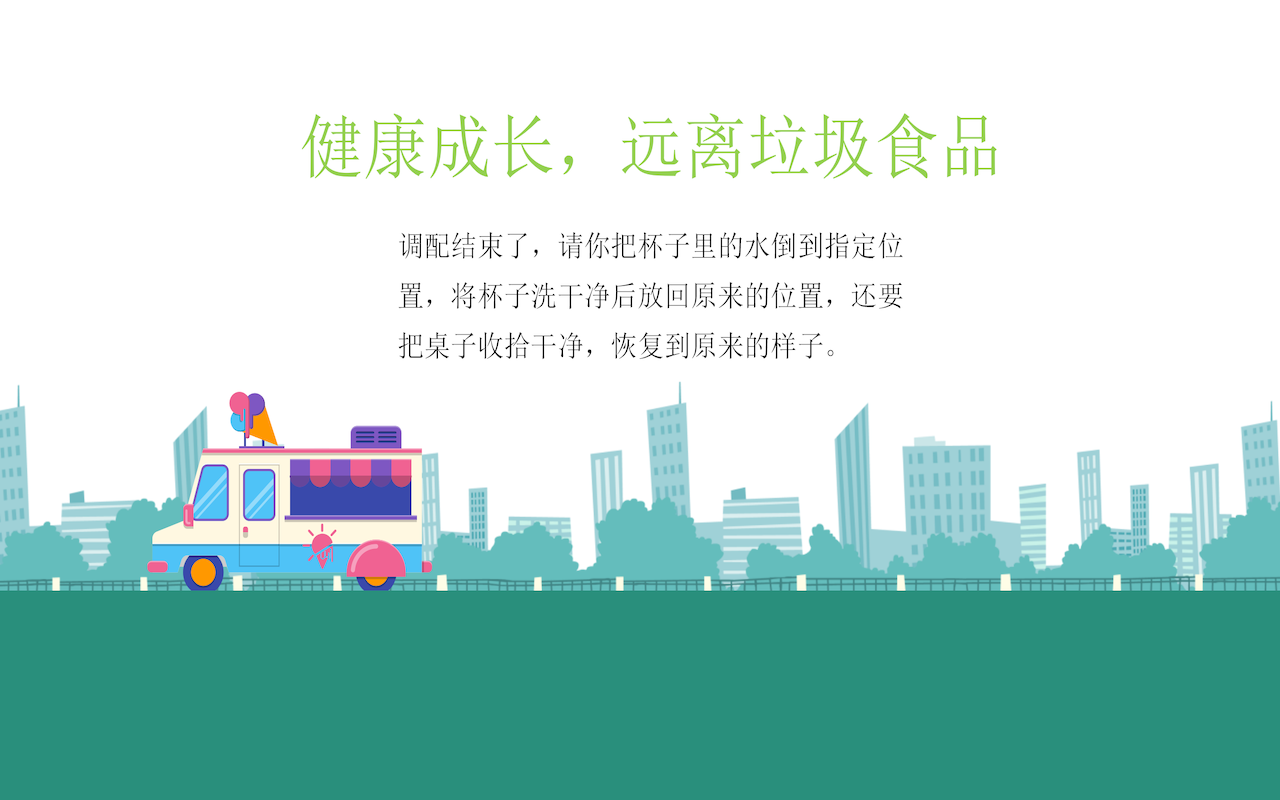 健康成长，远离垃圾食品
调配结束了，请你把杯子里的水倒到指定位
置，将杯子洗干净后放回原来的位置，还要
把桌子收拾干净，恢复到原来的样子。